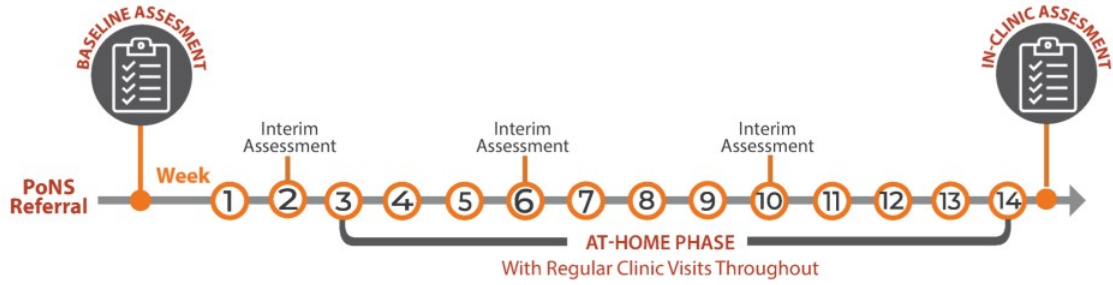 BASELINE ASSESMENT
IN-CLINIC ASSESMENT
Interim
Assessment
Interim
Assessment
Interim
Assessment
Week
PoNS
Referral
1 2 3 4 5 6 7 8 9 10 11 12 13 14
AT-HOME PHASE
With Regular Clinic Visits Throughout